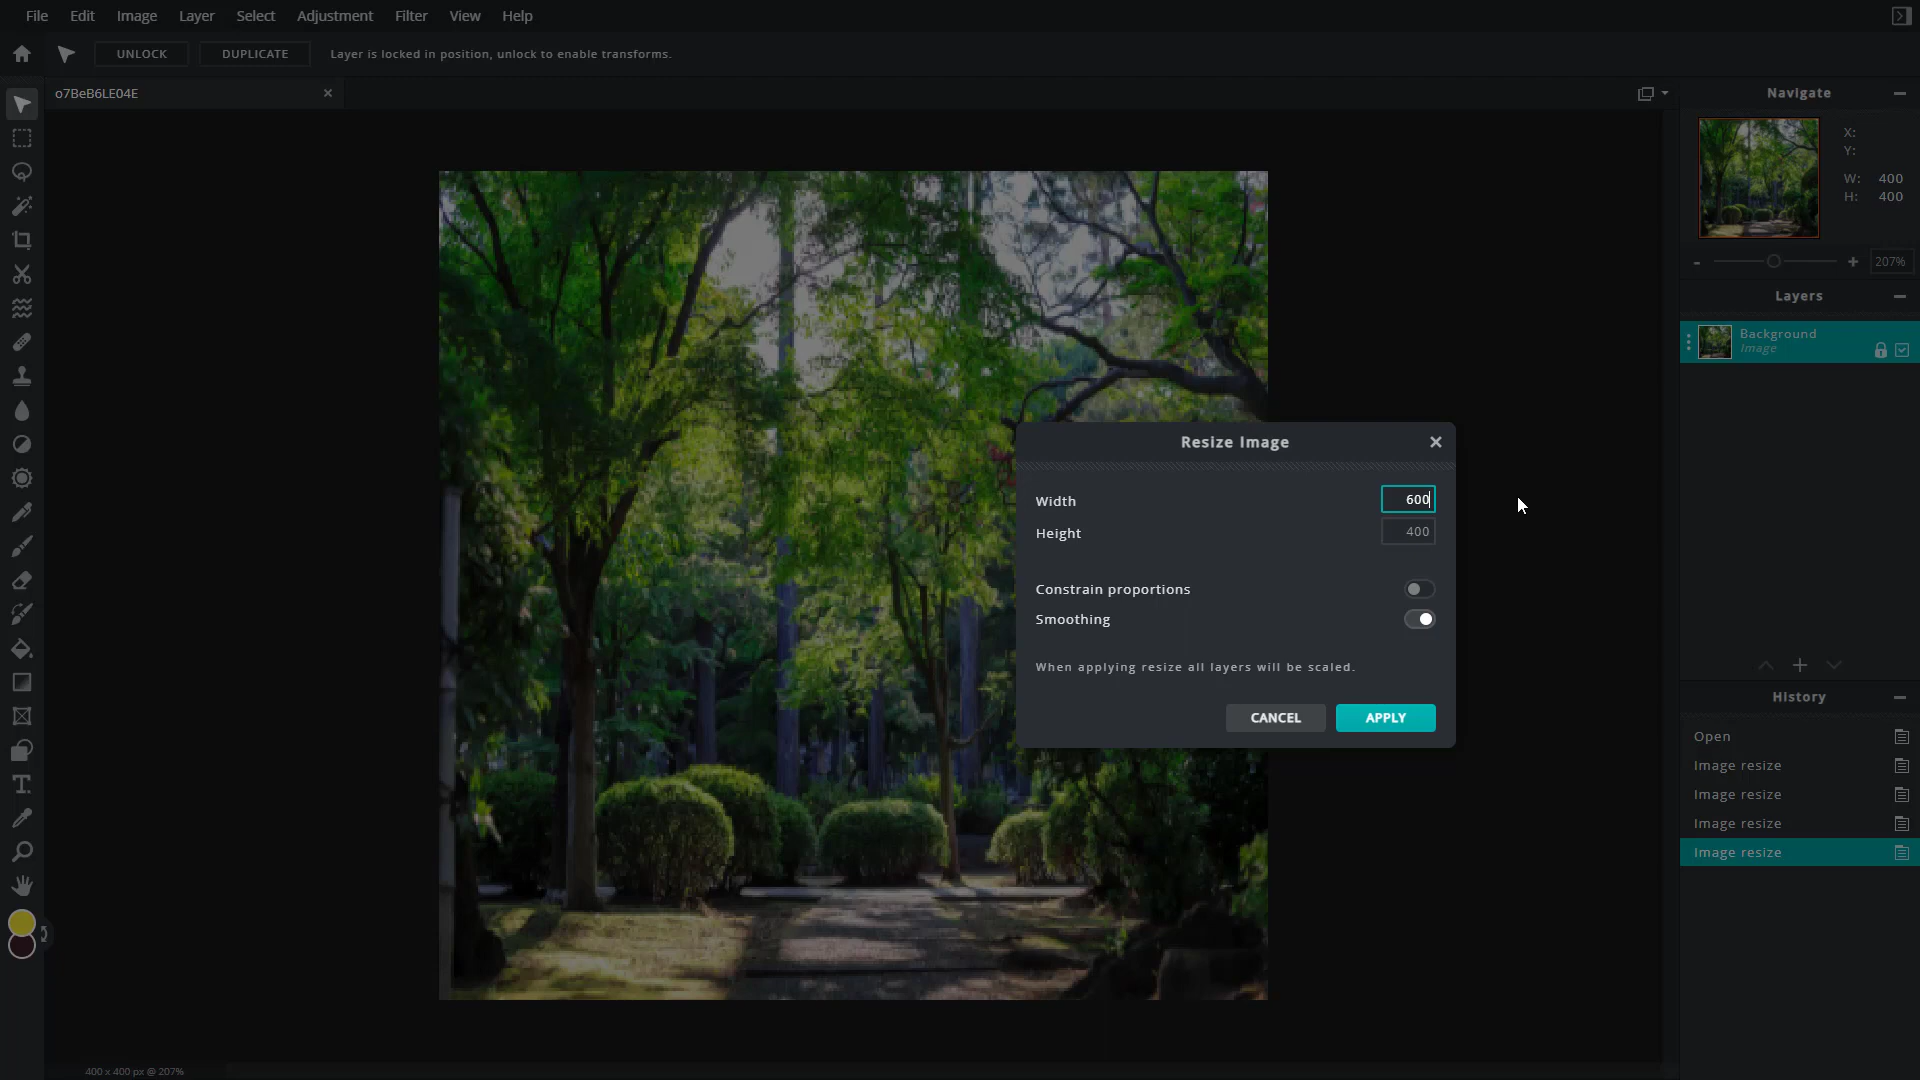 File Edit Image Layer Select Adjustment Filter View Help
UNLOCK DUPLICATE Layer is locked in position, unlock to enable transforms.
o7BeB6LE04E
Navigate
X:
Y:
W: 400
H: 400
- + 207%
Layers
Background
Image
Resize Image
Width 600
Height 400
Constrain proportions
Smoothing
When applying resize all layers will be scaled.
CANCEL APPLY
History
Open
Image resize
Image resize
Image resize
Image resize
400 x 400 px @ 207%